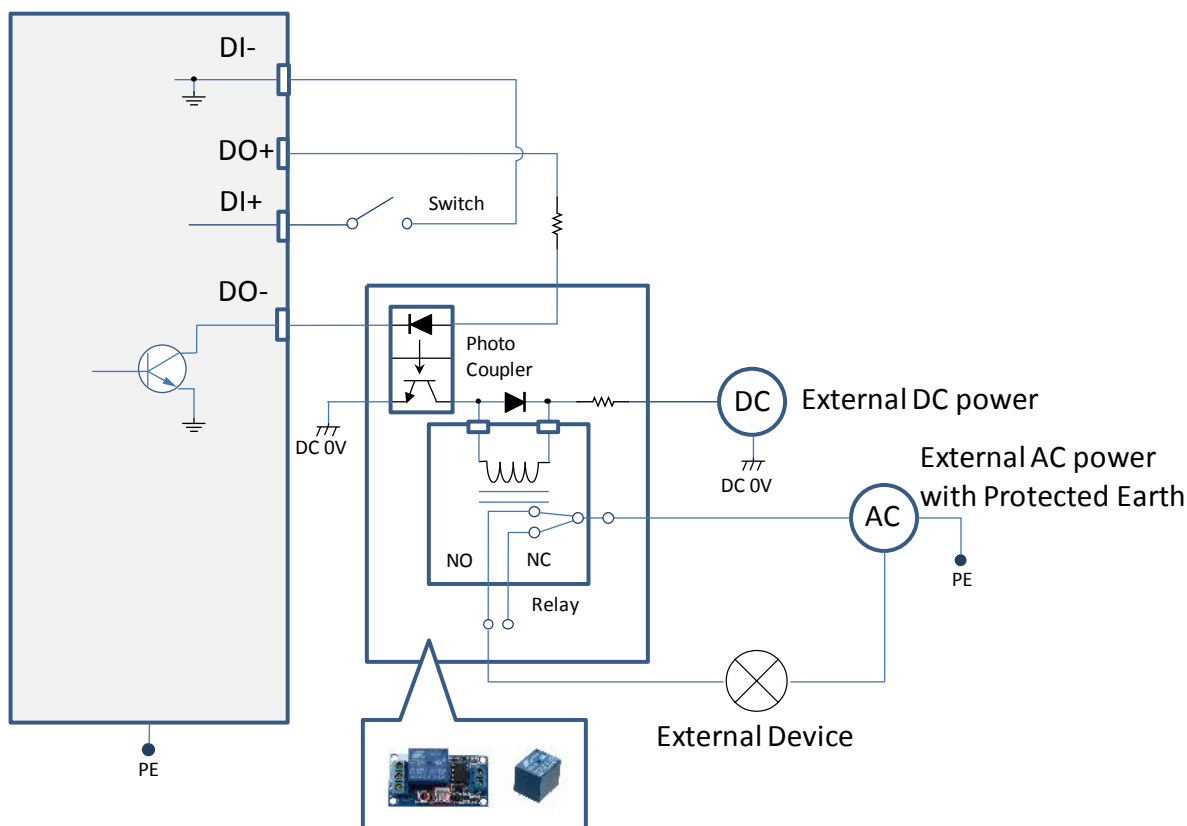 DI-
DO+
DI+
Switch
DO-
Photo
Coupler
DC 0V
DC
External DC power
DC 0V
External AC power
with Protected Earth
AC
PE
NO
NC
Relay
External Device
PE